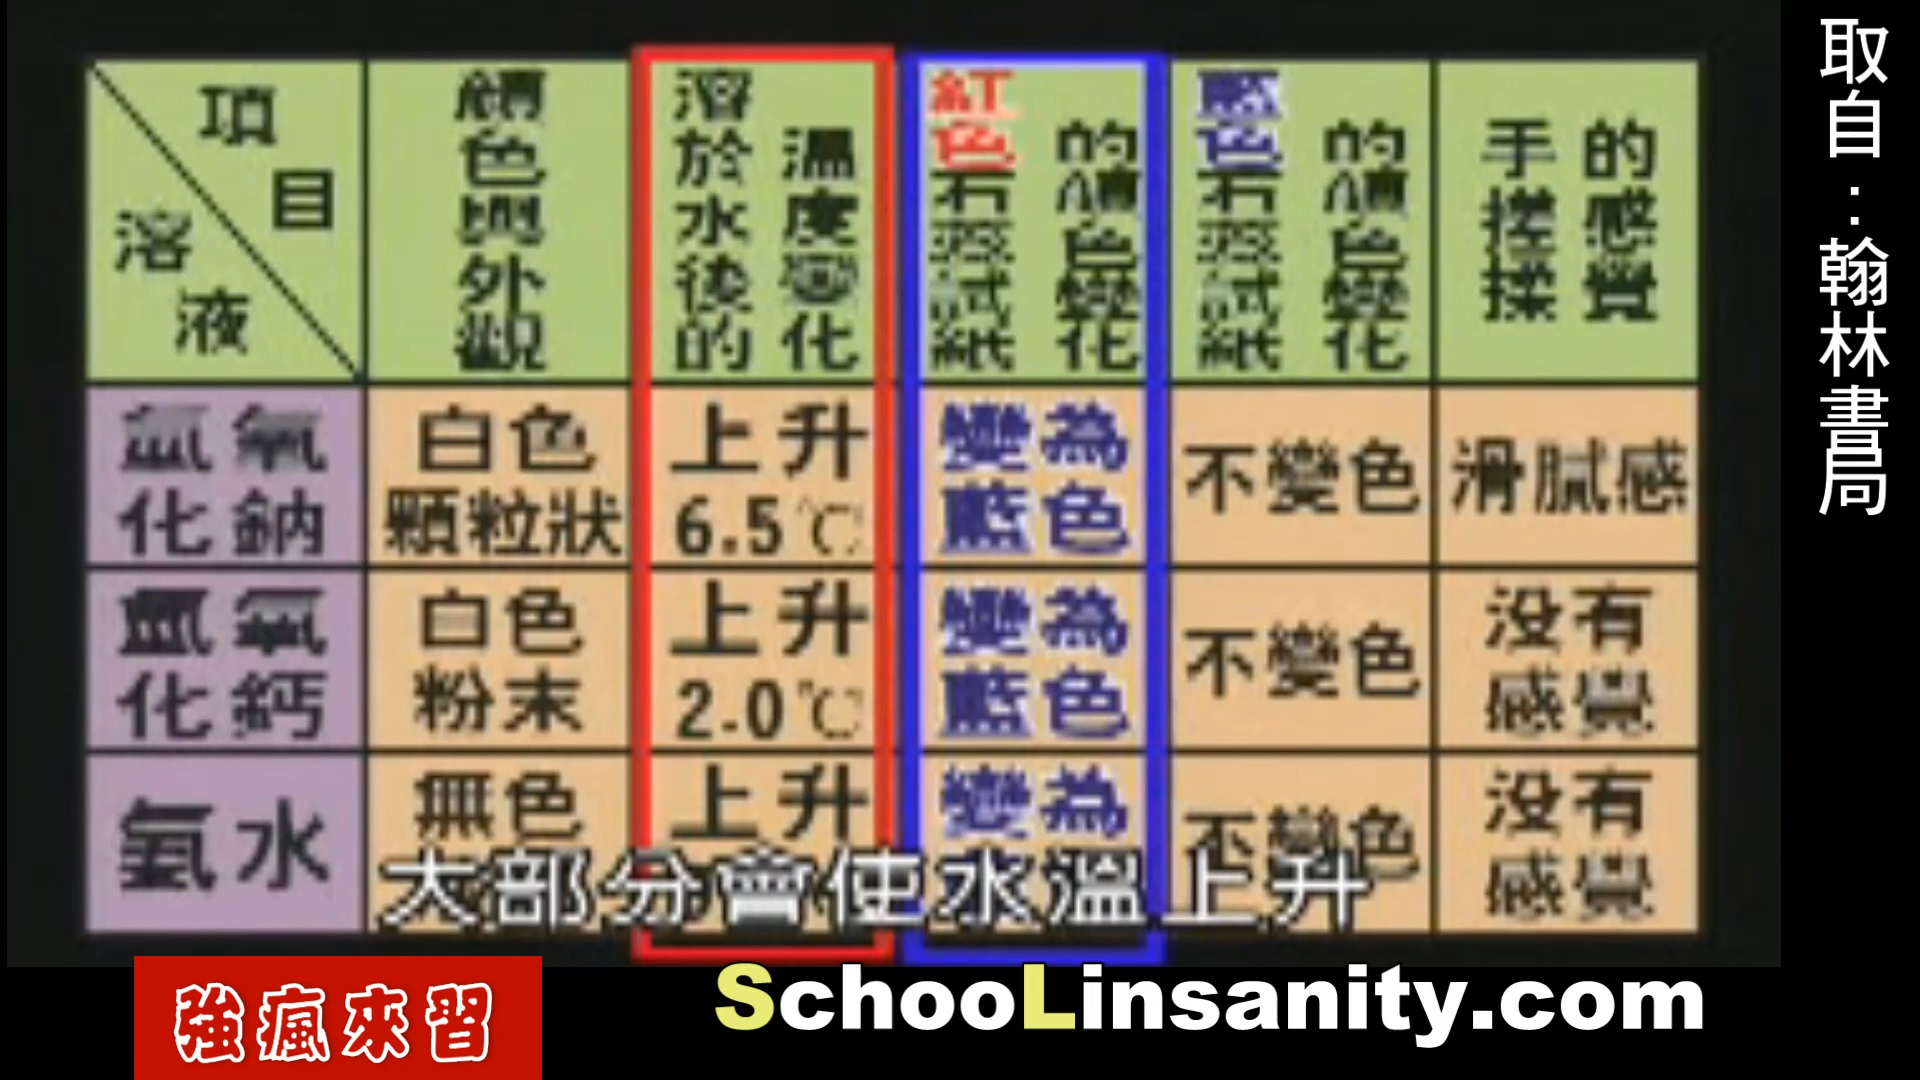 項目
溶液
顏色與外觀
溶於水後的
溫度變化
紅色石蕊試紙
的顏色變化
藍色石蕊試紙
的顏色變化
手搓揉
的感覺
氫氧
化鈉
白色
顆粒狀
上升
6.5℃
變為
藍色
不變色
滑膩感
氫氧
化鈣
白色
粉末
上升
2.0℃
變為
藍色
不變色
没有
感覺
氨水
無色
上升
變為
不變色
没有
感覺
大部分會使水溫上升
取自：翰林書局
強瘋來習
SchooLinsanity.com